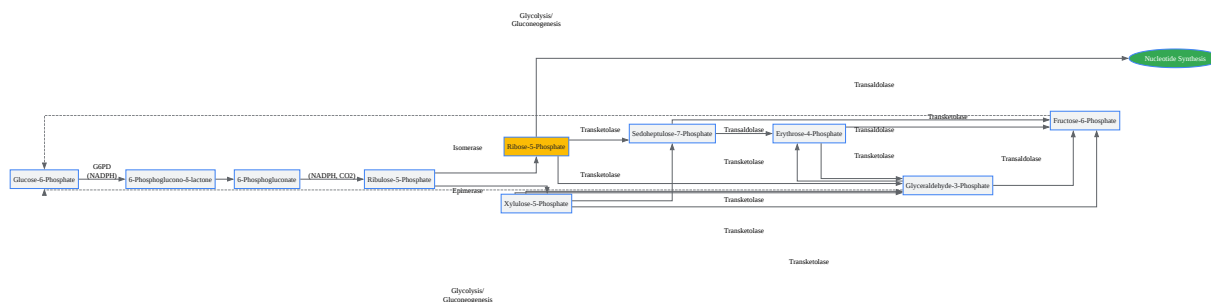 Glycolysis/
Gluconeogenesis
Nucleotide Synthesis
Transaldolase
Transketolase
Fructose-6-Phosphate
Transketolase
Sedoheptulose-7-Phosphate
Transaldolase
Erythrose-4-Phosphate
Transaldolase
Isomerase
Ribose-5-Phosphate
Transketolase
Transketolase
Transaldolase
G6PD
(NADPH)
Glucose-6-Phosphate
6-Phosphoglucono-δ-lactone
6-Phosphogluconate
(NADPH, CO2)
Ribulose-5-Phosphate
Transketolase
Glyceraldehyde-3-Phosphate
Epimerase
Xylulose-5-Phosphate
Transketolase
Transketolase
Transketolase
Glycolysis/
Gluconeogenesis